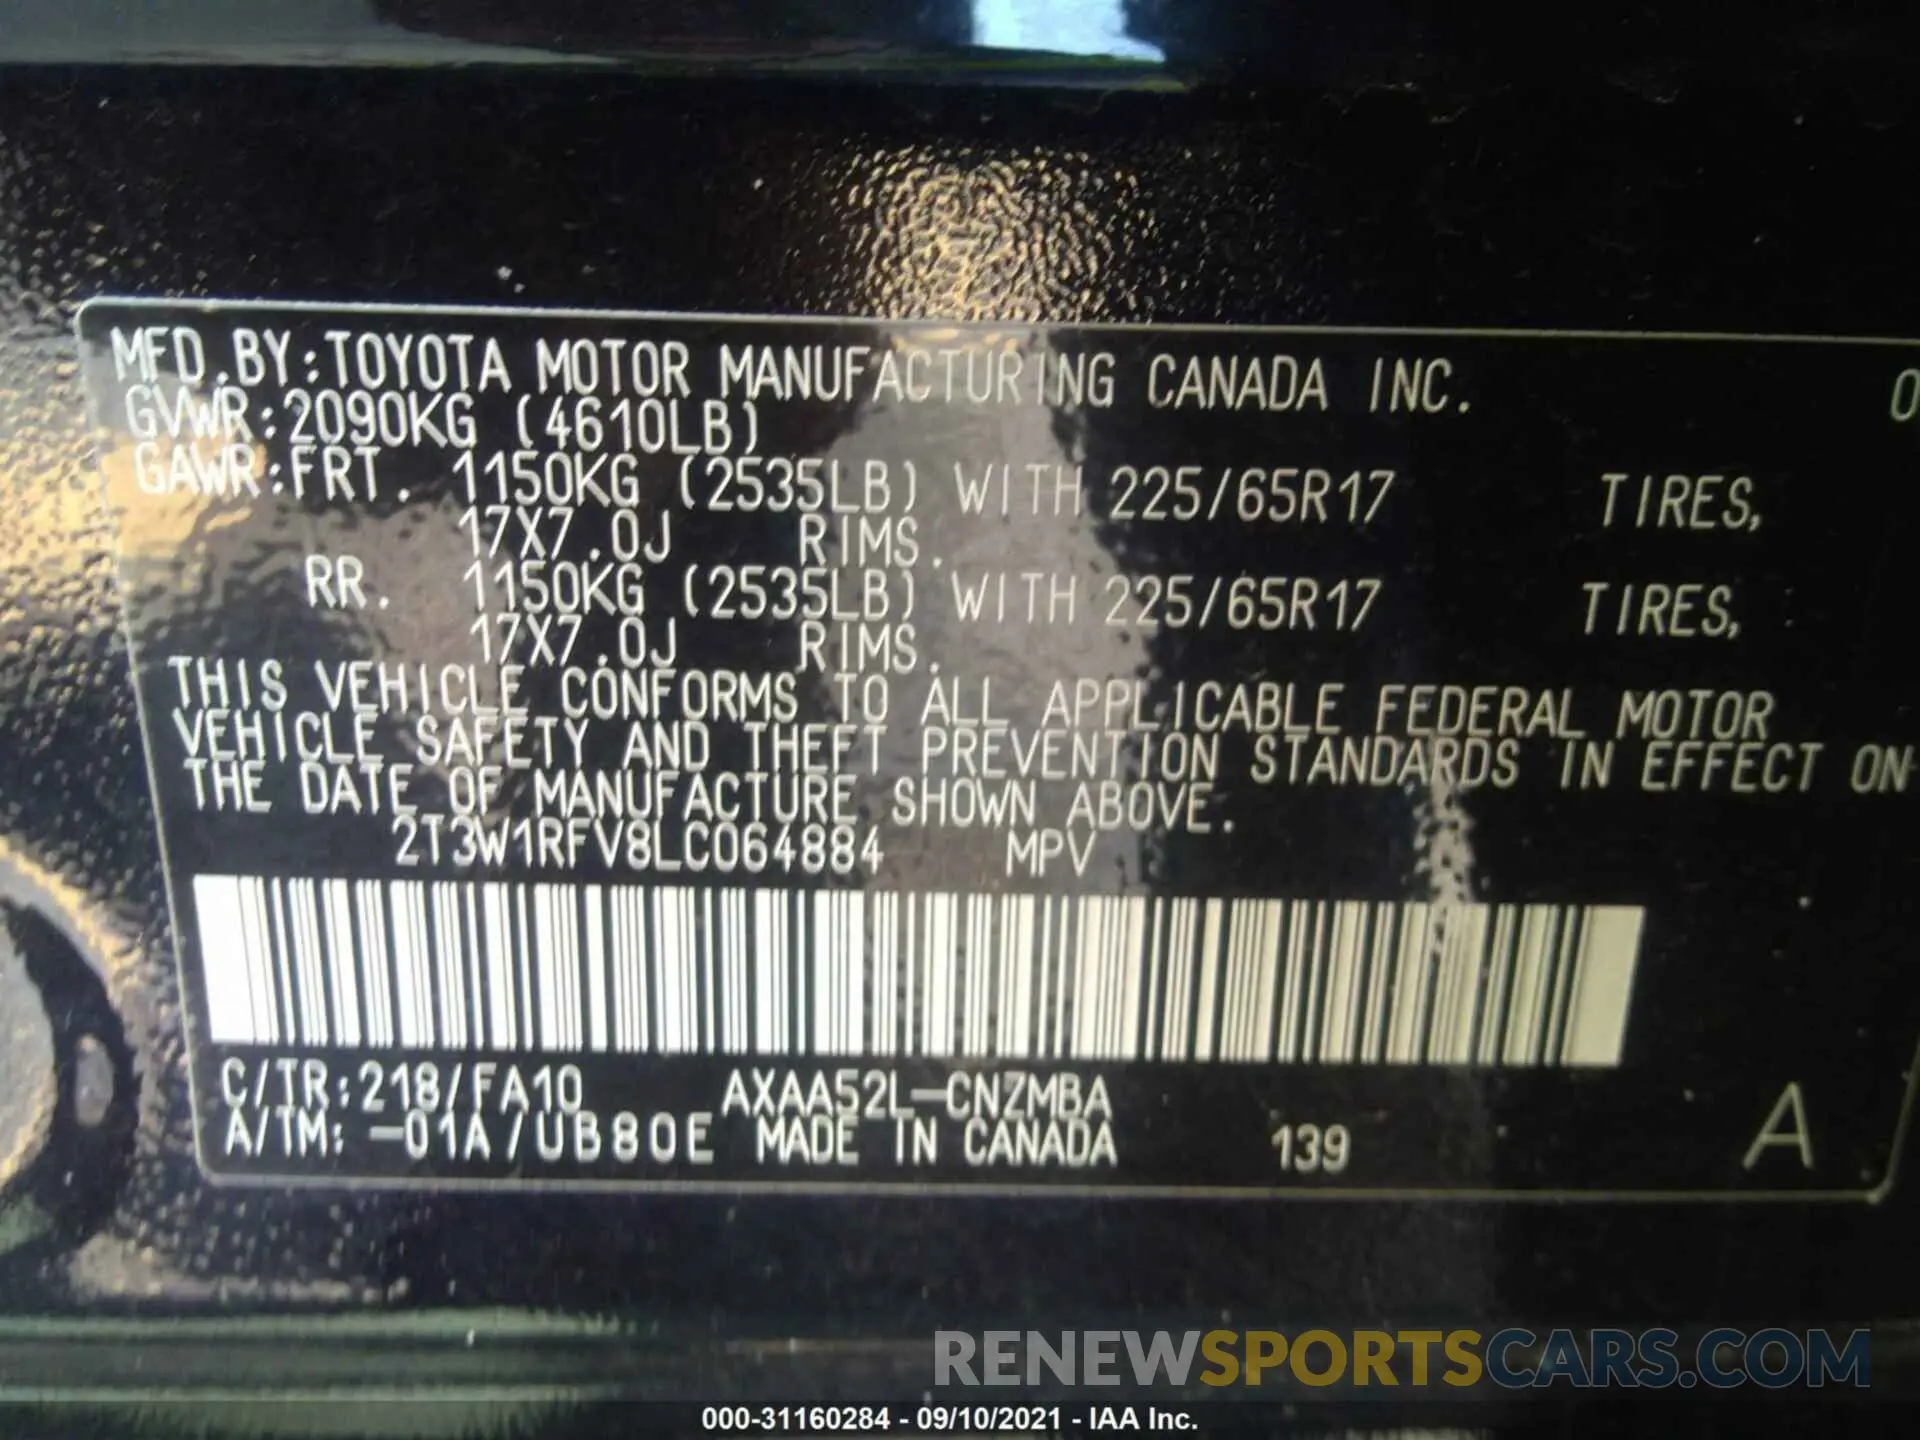 MFD.BY:TOYOTA MOTOR MANUFACTURING CANADA INC. 0
GVWR:2090KG (4610LB)
GAWR:FRT. 1150KG (2535LB) WITH 225/65R17 TIRES,
17X7.0J RIMS.
RR. 1150KG (2535LB) WITH 225/65R17 TIRES,
17X7.0J RIMS.
THIS VEHICLE CONFORMS TO ALL APPLICABLE FEDERAL MOTOR
VEHICLE SAFETY AND THEFT PREVENTION STANDARDS IN EFFECT ON
THE DATE OF MANUFACTURE SHOWN ABOVE.
2T3W1RFV8LC064884 MPV
C/TR:218/FA10 AXAA52L-CNZMBA
A/TM: -01A/UB80E MADE IN CANADA 139 A
RENEWSPORTSCARS.COM
000-31160284 - 09/10/2021 - IAA Inc.